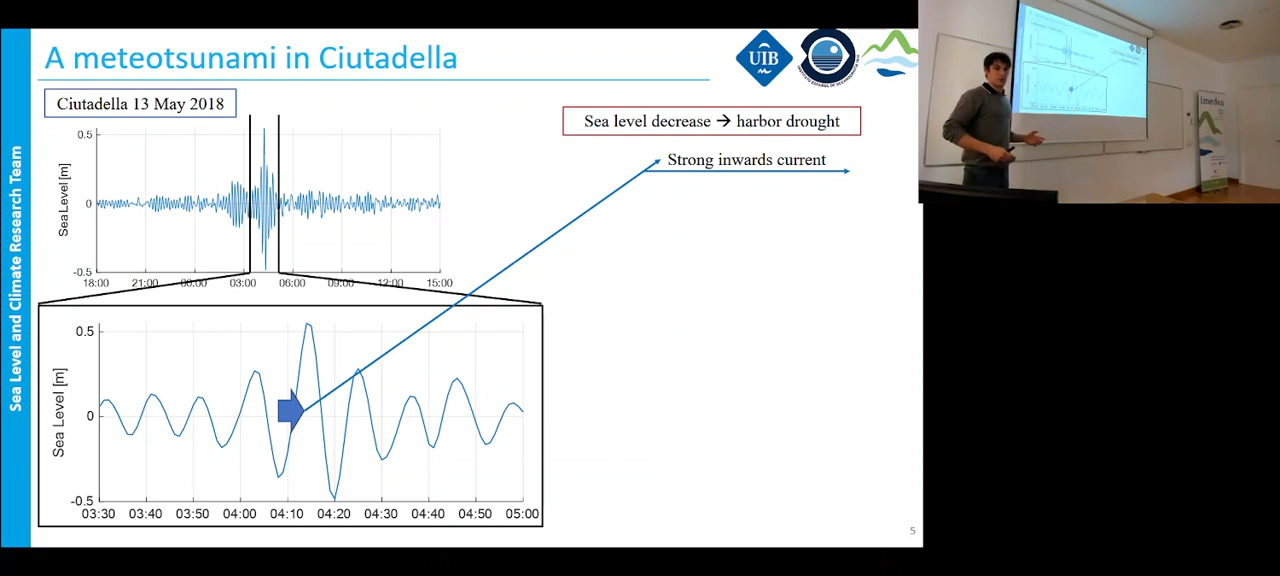 A meteotsunami in Ciutadella
UIB
Ciutadella 13 May 2018
Sea level decrease → harbor drought
Strong inwards current
Sea Level [m]
0.5
0
-0.5
18:00 21:00 00:00 03:00 06:00 09:00 12:00 15:00
Sea Level [m]
0.5
0
-0.5
03:30 03:40 03:50 04:00 04:10 04:20 04:30 04:40 04:50 05:00
Sea Level and Climate Research Team
5
imedea